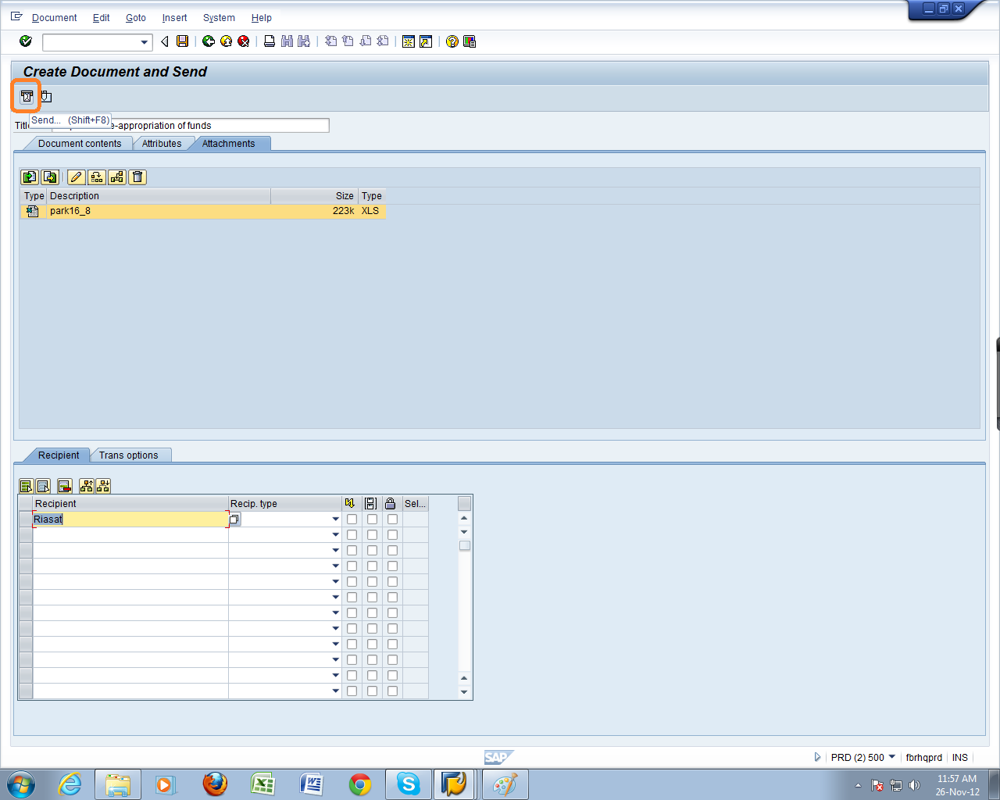 Document Edit Goto Insert System Help
Create Document and Send
Send... (Shift+F8)
Titl e-appropriation of funds
Document contents Attributes Attachments
Type Description Size Type
park16_8 223k XLS
Recipient Trans options
Recipient Recip. type Sel...
Riasat
SAP
PRD (2) 500 fbrhqprd INS
11:57 AM
26-Nov-12